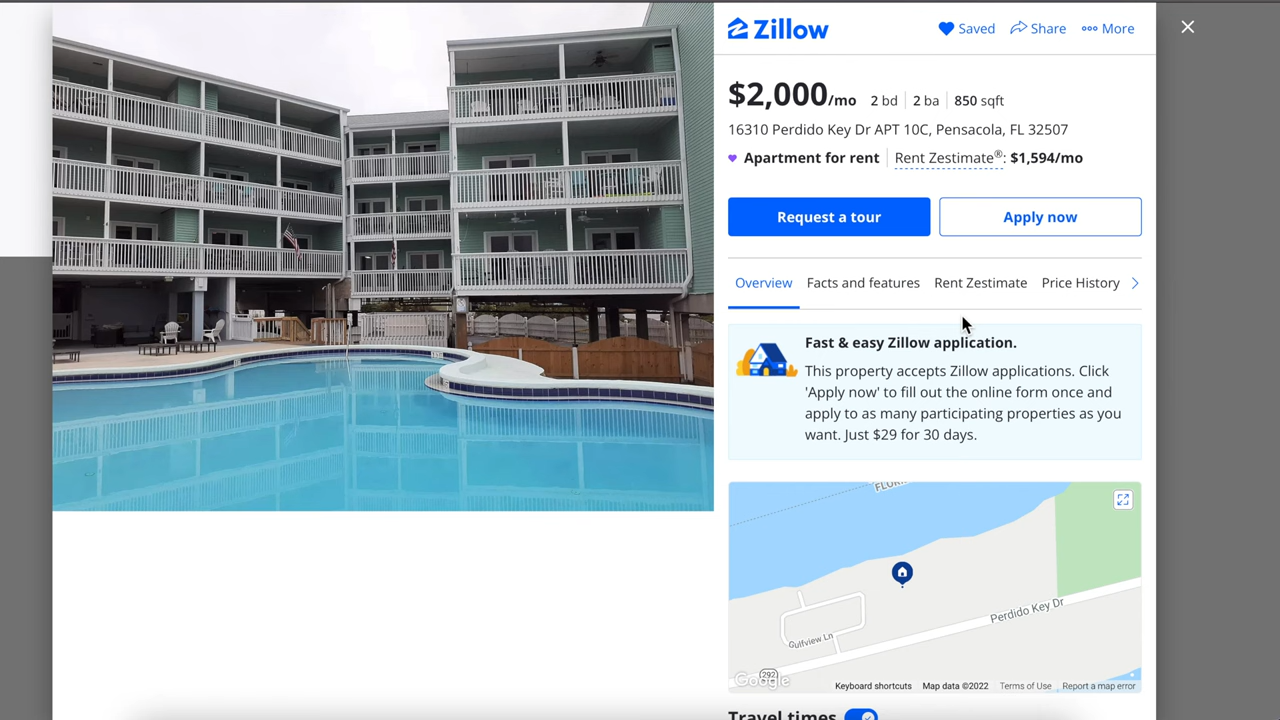 Zillow
Saved
Share
More
$2,000/mo 2 bd 2 ba 850 sqft
16310 Perdido Key Dr APT 10C, Pensacola, FL 32507
Apartment for rent Rent Zestimate®: $1,594/mo
Request a tour
Apply now
Overview
Facts and features
Rent Zestimate
Price History
Fast & easy Zillow application.
This property accepts Zillow applications. Click
'Apply now' to fill out the online form once and
apply to as many participating properties as you
want. Just $29 for 30 days.
Perdido Key Dr
Gulfview Ln
292
Google
Keyboard shortcuts
Map data ©2022
Terms of Use
Report a map error
Travel times